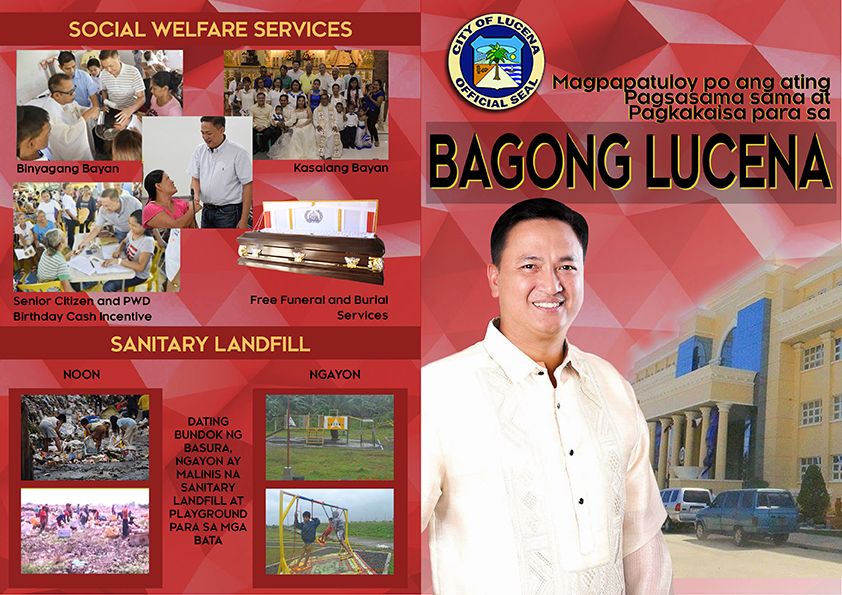 SOCIAL WELFARE SERVICES
Binyagang Bayan
Kasalang Bayan
Senior Citizen and PWD
Birthday Cash Incentive
Free Funeral and Burial
Services
SANITARY LANDFILL
NOON
NGAYON
DATING
BUNDOK NG
BASURA,
NGAYON AY
MALINIS NA
SANITARY
LANDFILL AT
PLAYGROUND
PARA SA MGA
BATA
CITY OF LUCENA
OFFICIAL SEAL
Magpapatuloy po ang ating
Pagsasama sama at
Pagkakaisa para sa
BAGONG LUCENA